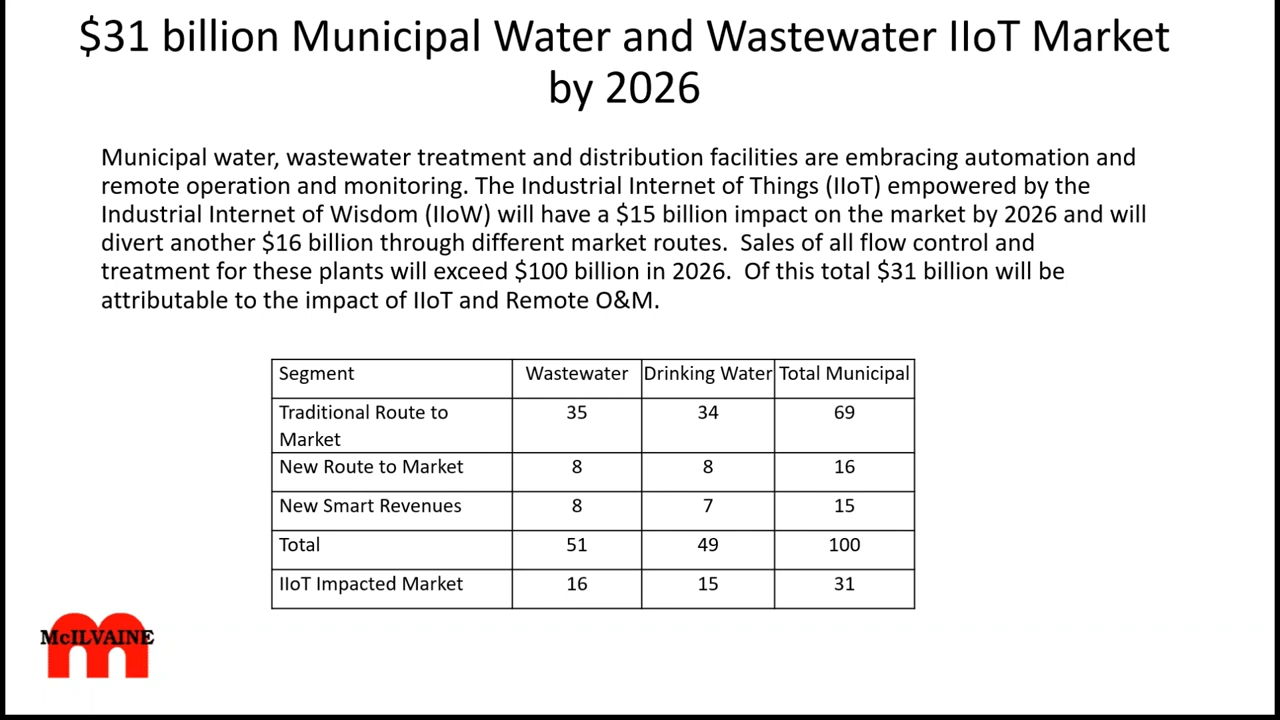 $31 billion Municipal Water and Wastewater IIoT Market
by 2026
Municipal water, wastewater treatment and distribution facilities are embracing automation and
remote operation and monitoring. The Industrial Internet of Things (IIoT) empowered by the
Industrial Internet of Wisdom (IIoW) will have a $15 billion impact on the market by 2026 and will
divert another $16 billion through different market routes.  Sales of all flow control and
treatment for these plants will exceed $100 billion in 2026.  Of this total $31 billion will be
attributable to the impact of IIoT and Remote O&M.
Segment Wastewater Drinking Water Total Municipal
Traditional Route to
Market 35 34 69
New Route to Market 8 8 16
New Smart Revenues 8 7 15
Total 51 49 100
IIoT Impacted Market 16 15 31
McILVAINE